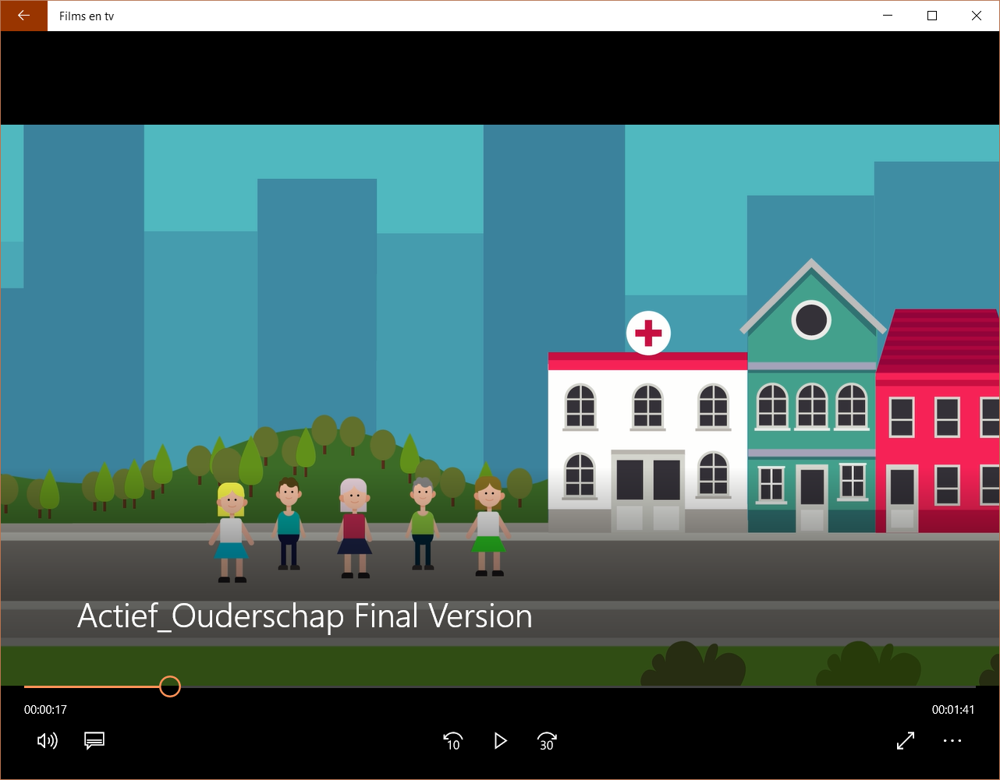 Films en tv
Actief_Ouderschap Final Version
00:00:17
00:01:41
10
30